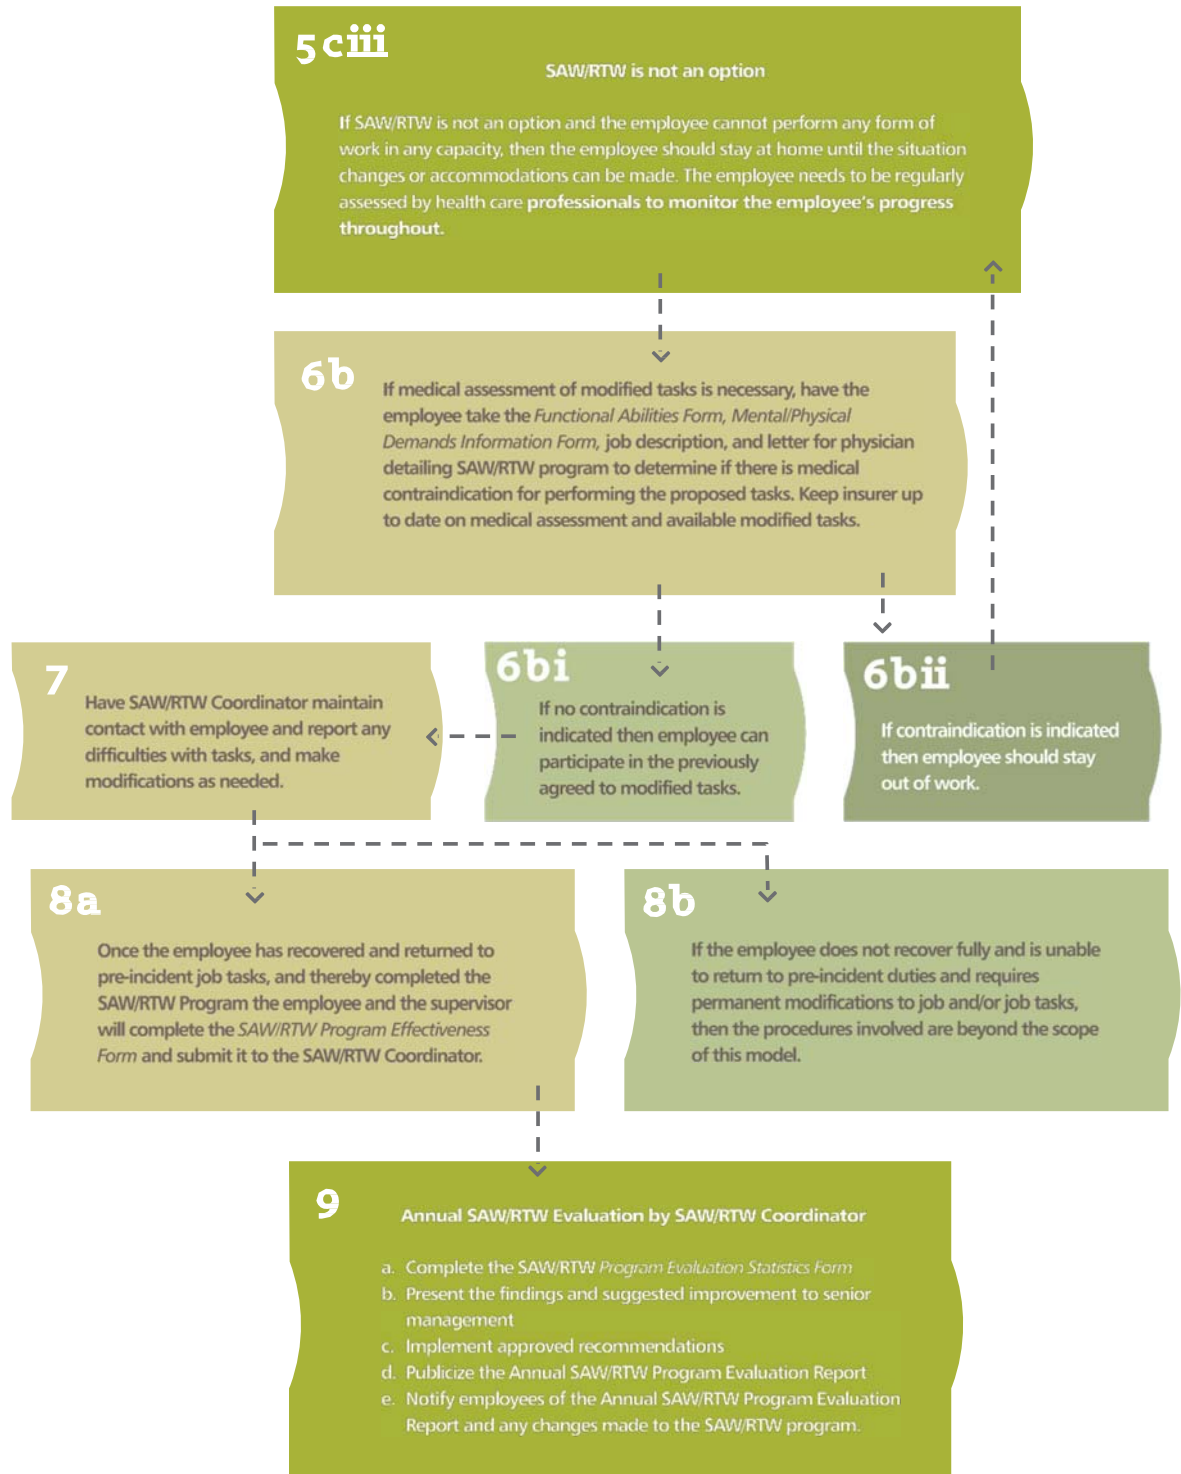 5ciii
SAW/RTW is not an option
If SAW/RTW is not an option and the employee cannot perform any form of
work in any capacity, then the employee should stay at home until the situation
changes or accommodations can be made. The employee needs to be regularly
assessed by health care professionals to monitor the employee's progress
throughout.
6b
If medical assessment of modified tasks is necessary, have the
employee take the Functional Abilities Form, Mental/Physical
Demands Information Form, job description, and letter for physician
detailing SAW/RTW program to determine if there is medical
contraindication for performing the proposed tasks. Keep insurer up
to date on medical assessment and available modified tasks.
7
Have SAW/RTW Coordinator maintain
contact with employee and report any
difficulties with tasks, and make
modifications as needed.
6bi
If no contraindication is
indicated then employee can
participate in the previously
agreed to modified tasks.
6bii
If contraindication is indicated
then employee should stay
out of work.
8a
Once the employee has recovered and returned to
pre-incident job tasks, and thereby completed the
SAW/RTW Program the employee and the supervisor
will complete the SAW/RTW Program Effectiveness
Form and submit it to the SAW/RTW Coordinator.
8b
If the employee does not recover fully and is unable
to return to pre-incident duties and requires
permanent modifications to job and/or job tasks,
then the procedures involved are beyond the scope
of this model.
9
Annual SAW/RTW Evaluation by SAW/RTW Coordinator
a. Complete the SAW/RTW Program Evaluation Statistics Form
b. Present the findings and suggested improvement to senior
management
c. Implement approved recommendations
d. Publicize the Annual SAW/RTW Program Evaluation Report
e. Notify employees of the Annual SAW/RTW Program Evaluation
Report and any changes made to the SAW/RTW program.